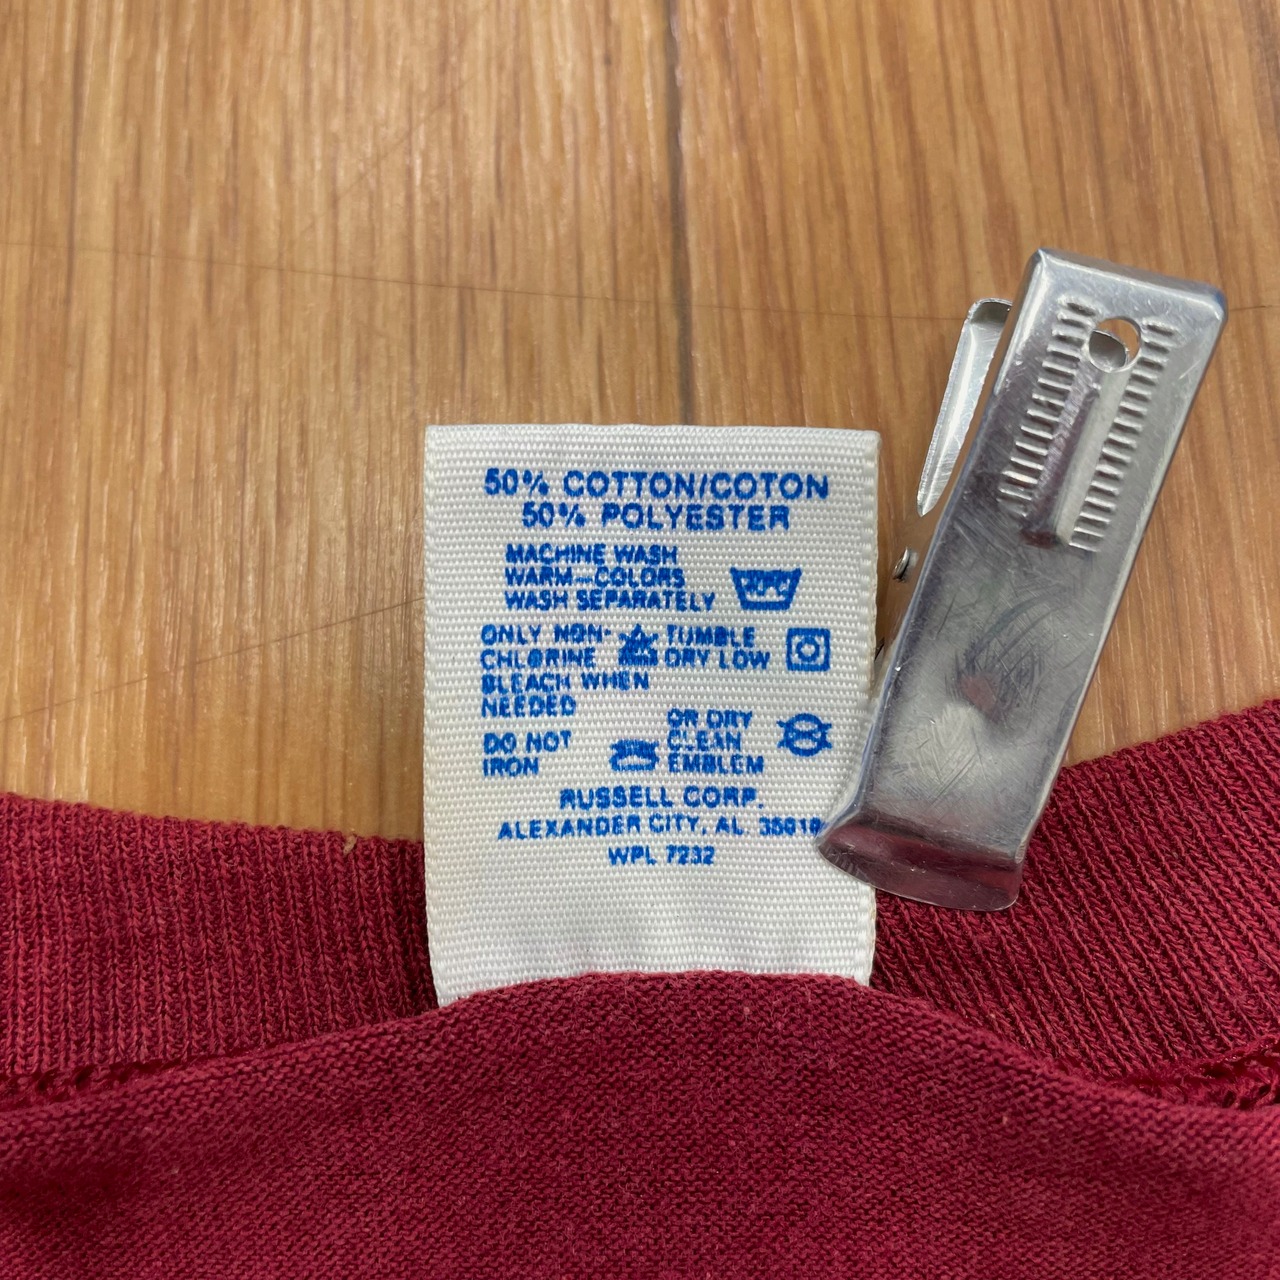 50% COTTON/COTON
50% POLYESTER
MACHINE WASH
WARM-COLORS
WASH SEPARATELY
ONLY NON-
CHLORINE
BLEACH WHEN
NEEDED
TUMBLE
DRY LOW
DO NOT
IRON
OR DRY
CLEAN
EMBLEM
RUSSELL CORP.
ALEXANDER CITY, AL
WPL 7232